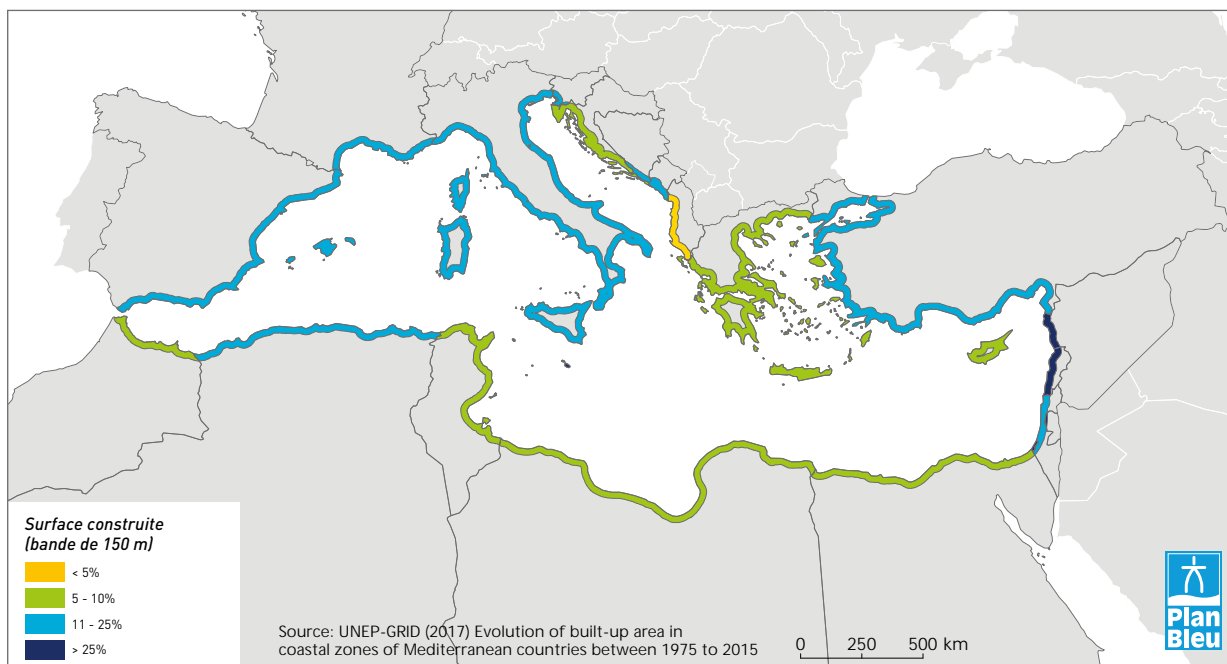 Surface construite
(bande de 150 m)
< 5%
5 - 10%
11 - 25%
> 25%
Source: UNEP-GRID (2017) Evolution of built-up area in
coastal zones of Mediterranean countries between 1975 to 2015
0 250 500 km
Plan
Bleu